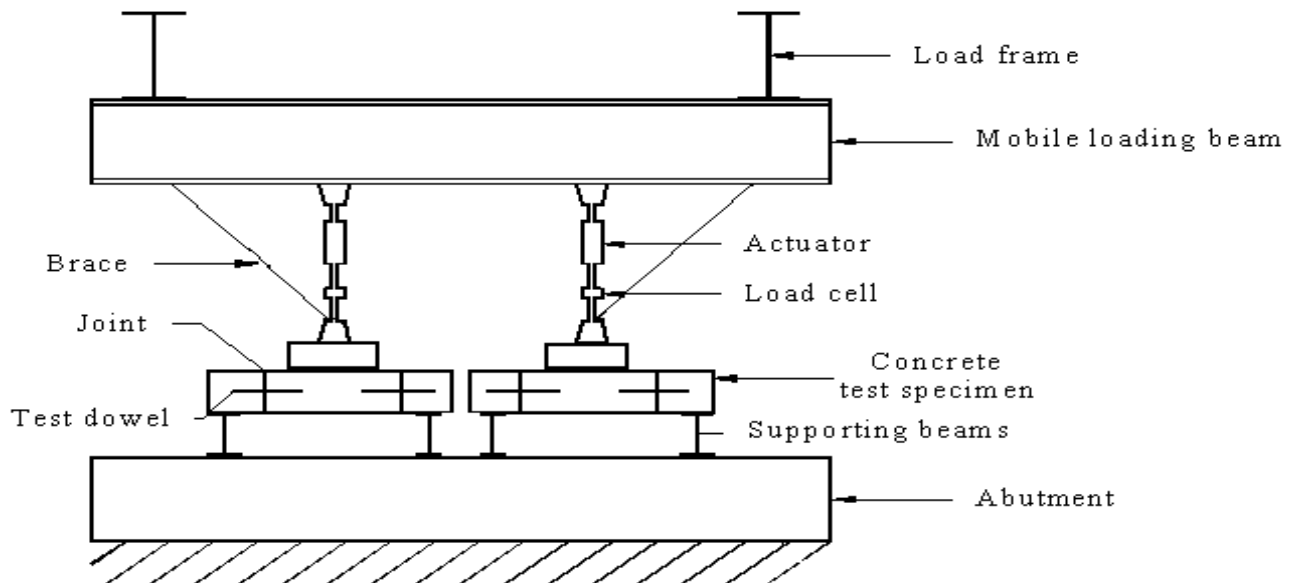 Load frame
Mobile loading beam
Actuator
Brace
Load cell
Joint
Concrete
test specimen
Test dowel
Supporting beams
Abutment